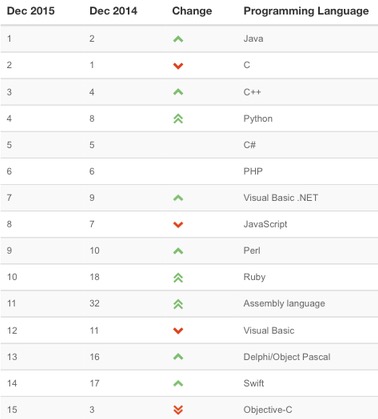 Dec 2015 Dec 2014 Change Programming Language
1 2 Java
2 1 C
3 4 C++
4 8 Python
5 5 C#
6 6 PHP
7 9 Visual Basic .NET
8 7 JavaScript
9 10 Perl
10 18 Ruby
11 32 Assembly language
12 11 Visual Basic
13 16 Delphi/Object Pascal
14 17 Swift
15 3 Objective-C